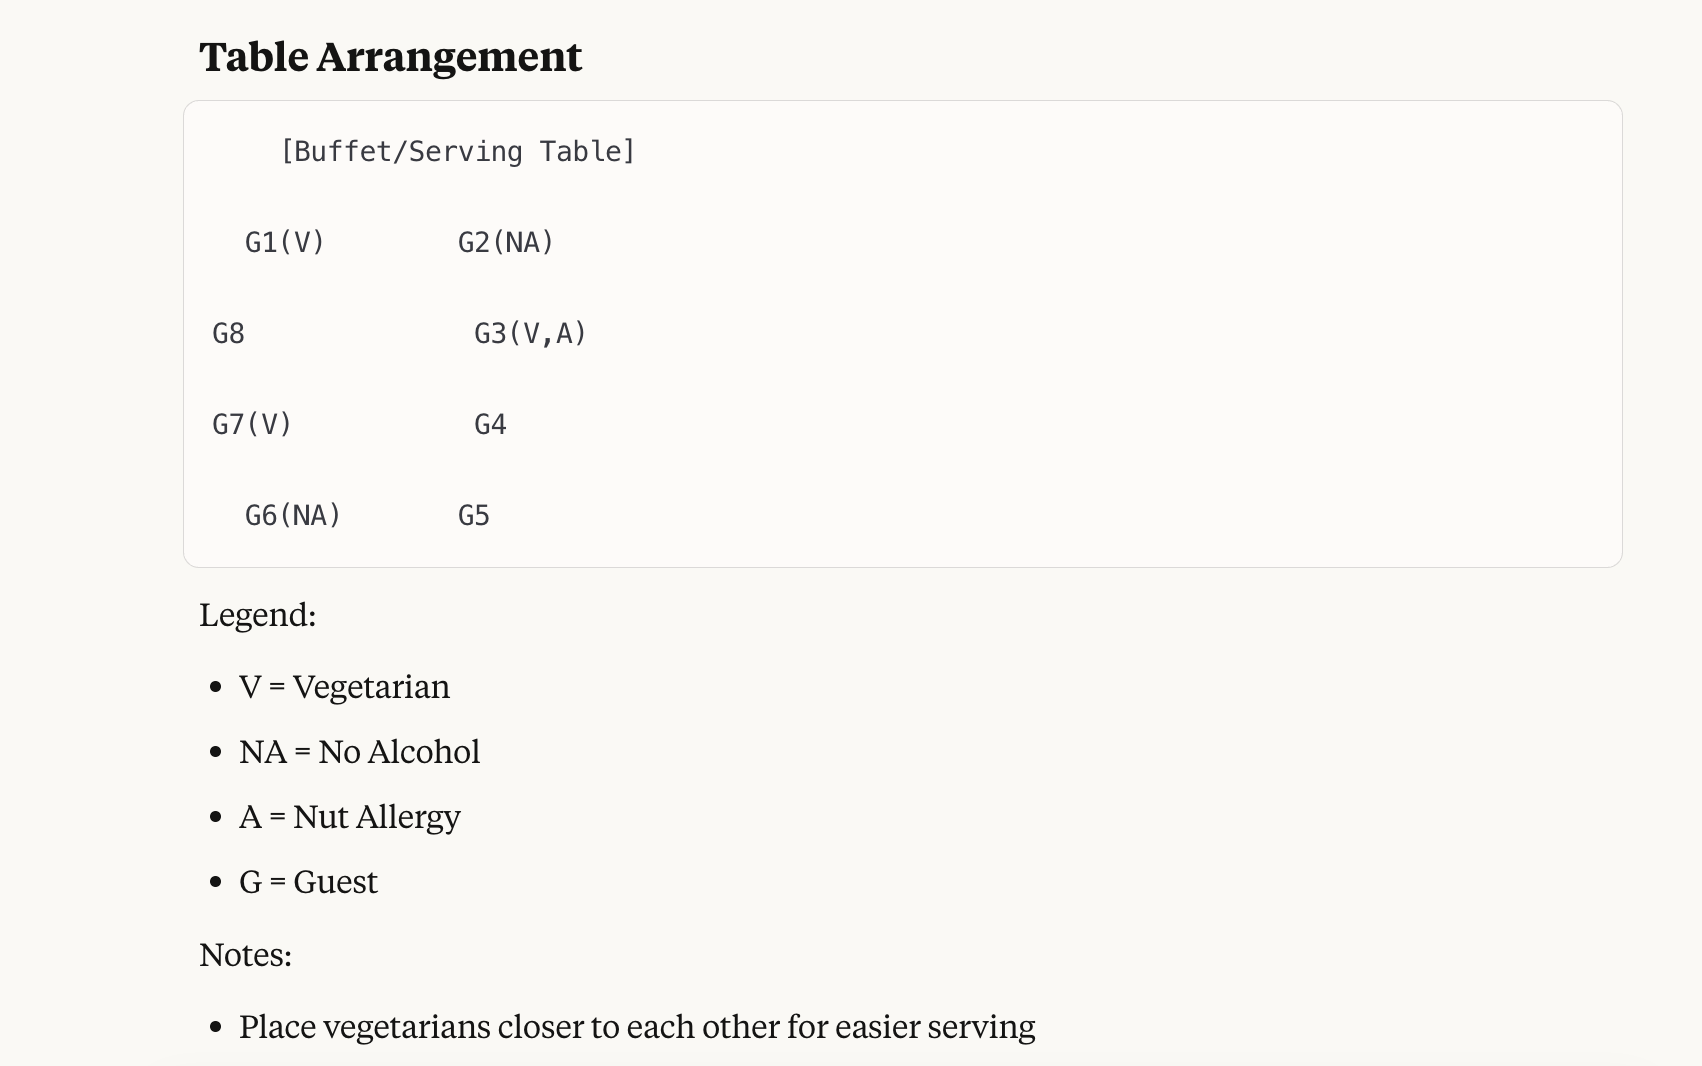 Table Arrangement
[Buffet/Serving Table]
G1(V) G2(NA)
G8 G3(V,A)
G7(V) G4
G6(NA) G5
Legend:
• V = Vegetarian
• NA = No Alcohol
• A = Nut Allergy
• G = Guest
Notes:
• Place vegetarians closer to each other for easier serving